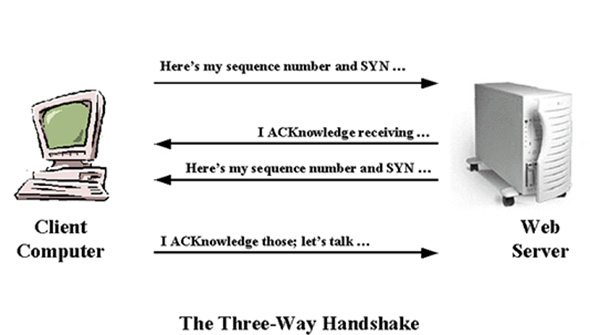 Here's my sequence number and SYN ...
I ACKnowledge receiving ...
Here's my sequence number and SYN ...
I ACKnowledge those; let's talk ...
Client
Computer
Web
Server
The Three-Way Handshake